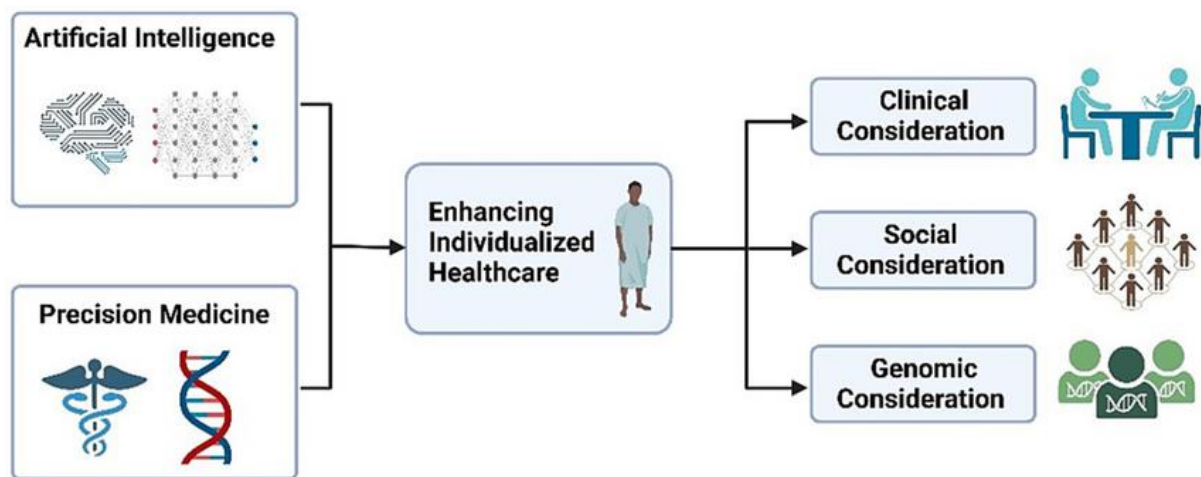 Artificial Intelligence
Precision Medicine
Enhancing
Individualized
Healthcare
Clinical
Consideration
Social
Consideration
Genomic
Consideration